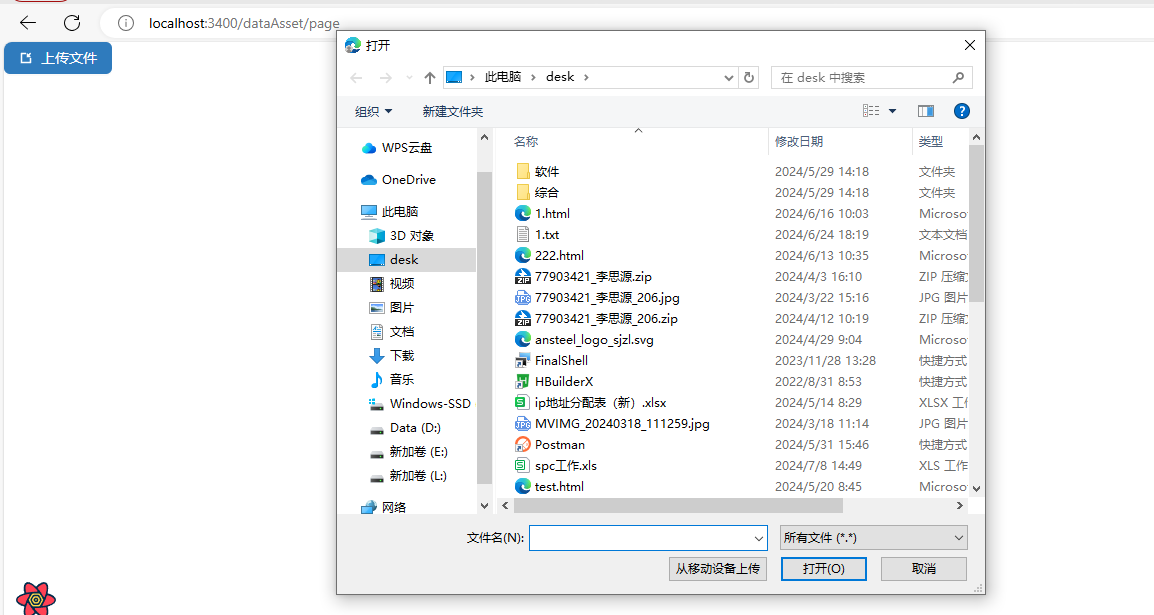 localhost:3400/dataAsset/page
上传文件
打开
此电脑 desk
在 desk 中搜索
组织 新建文件夹
WPS云盘
OneDrive
此电脑
3D 对象
desk
视频
图片
文档
下载
音乐
Windows-SSD
Data (D:)
新加卷 (E:)
新加卷 (L:)
网络
名称 修改日期 类型
软件 2024/5/29 14:18 文件夹
综合 2024/5/29 14:18 文件夹
1.html 2024/6/16 10:03 Microso
1.txt 2024/6/24 18:19 文本文档
222.html 2024/6/13 10:35 Microso
77903421_李思源.zip 2024/4/3 16:10 ZIP 压缩
77903421_李思源_206.jpg 2024/3/22 15:16 JPG 图片
77903421_李思源_206.zip 2024/4/12 10:19 ZIP 压缩
ansteel_logo_sjzl.svg 2024/4/29 9:04 Microso
FinalShell 2023/11/28 13:28 快捷方式
HBuilderX 2022/8/31 8:53 快捷方式
ip地址分配表（新）.xlsx 2024/5/14 8:29 XLSX 工
MVIMG_20240318_111259.jpg 2024/3/18 11:14 JPG 图片
Postman 2024/5/31 15:46 快捷方式
spc工作.xls 2024/7/8 14:49 XLS 工作
test.html 2024/5/20 8:45 Microso
文件名(N): 所有文件 (*.*)
从移动设备上传 打开(O) 取消